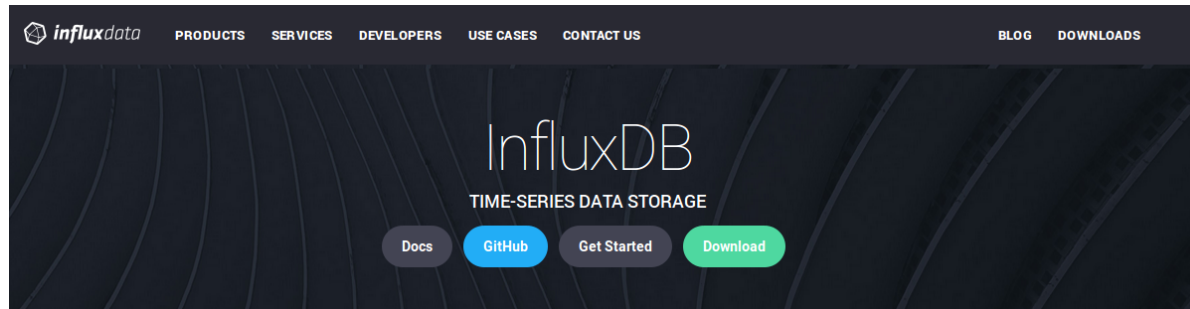 influxdata PRODUCTS SERVICES DEVELOPERS USE CASES CONTACT US BLOG DOWNLOADS
InfluxDB
TIME-SERIES DATA STORAGE
Docs GitHub Get Started Download